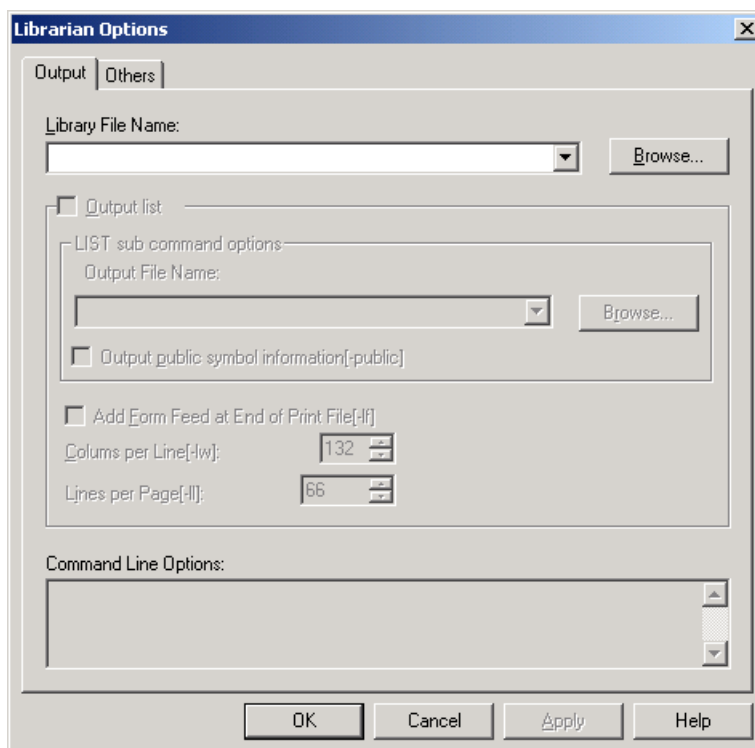 Librarian Options
Output Others
Library File Name:
Browse...
Output list
LIST sub command options
Output File Name:
Browse...
Output public symbol information[-public]
Add Form Feed at End of Print File[-lf]
Colums per Line[-lw]: 132
Lines per Page[-ll]: 66
Command Line Options:
OK Cancel Apply Help